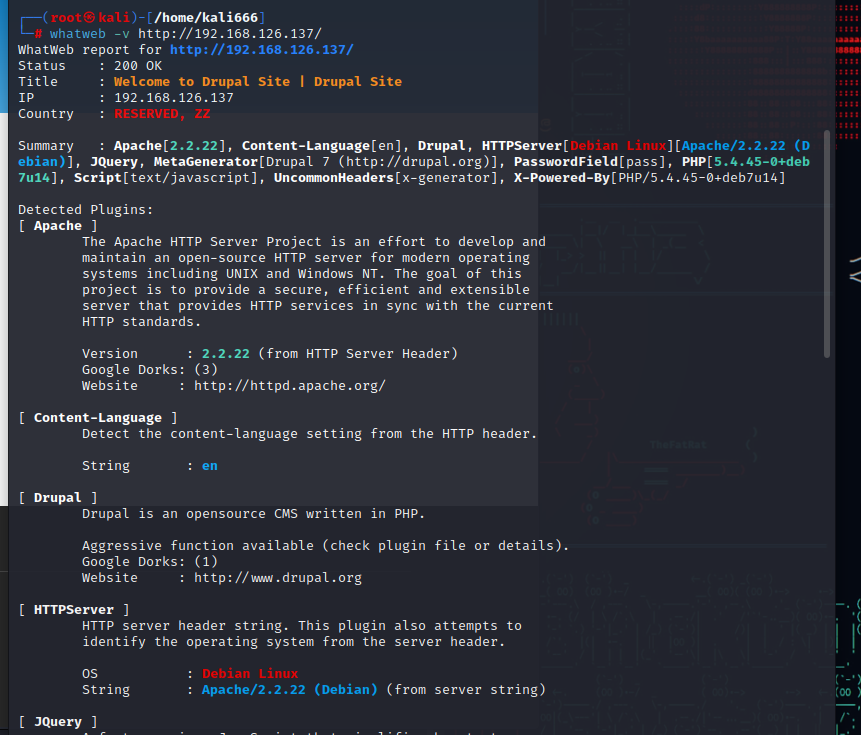 ┌──(root㉿kali)-[/home/kali666]
└─# whatweb -v http://192.168.126.137/
WhatWeb report for http://192.168.126.137/
Status    : 200 OK
Title     : Welcome to Drupal Site | Drupal Site
IP        : 192.168.126.137
Country   : RESERVED, ZZ
Summary   : Apache[2.2.22], Content-Language[en], Drupal, HTTPServer[Debian Linux][Apache/2.2.22 (D
ebian)], JQuery, MetaGenerator[Drupal 7 (http://drupal.org)], PasswordField[pass], PHP[5.4.45-0+deb
7u14], Script[text/javascript], UncommonHeaders[x-generator], X-Powered-By[PHP/5.4.45-0+deb7u14]
Detected Plugins:
[ Apache ]
The Apache HTTP Server Project is an effort to develop and
maintain an open-source HTTP server for modern operating
systems including UNIX and Windows NT. The goal of this
project is to provide a secure, efficient and extensible
server that provides HTTP services in sync with the current
HTTP standards.
Version      : 2.2.22 (from HTTP Server Header)
Google Dorks: (3)
Website     : http://httpd.apache.org/
[ Content-Language ]
Detect the content-language setting from the HTTP header.
String       : en
[ Drupal ]
Drupal is an opensource CMS written in PHP.
Aggressive function available (check plugin file or details).
Google Dorks: (1)
Website     : http://www.drupal.org
[ HTTPServer ]
HTTP server header string. This plugin also attempts to
identify the operating system from the server header.
OS           : Debian Linux
String       : Apache/2.2.22 (Debian) (from server string)
[ JQuery ]